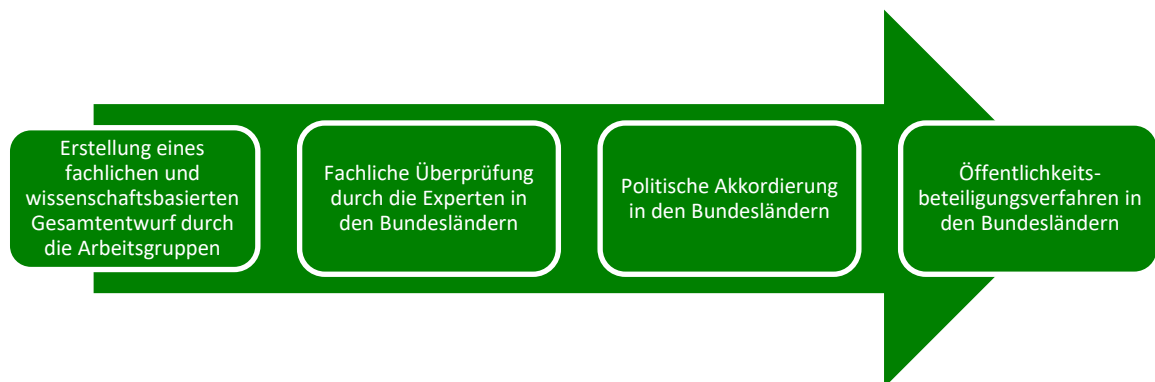 Erstellung eines
fachlichen und
wissenschaftsbasierten
Gesamtentwurf durch
die Arbeitsgruppen
Fachliche Überprüfung
durch die Experten in
den Bundesländern
Politische Akkordierung
in den Bundesländern
Öffentlichkeits-
beteiligungsverfahren in
den Bundesländern